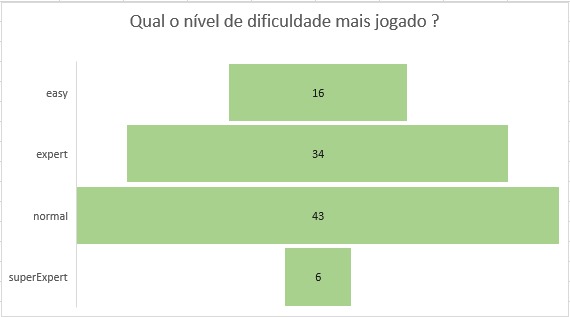 Qual o nível de dificuldade mais jogado ?
easy
16
expert
34
normal
43
superExpert
6